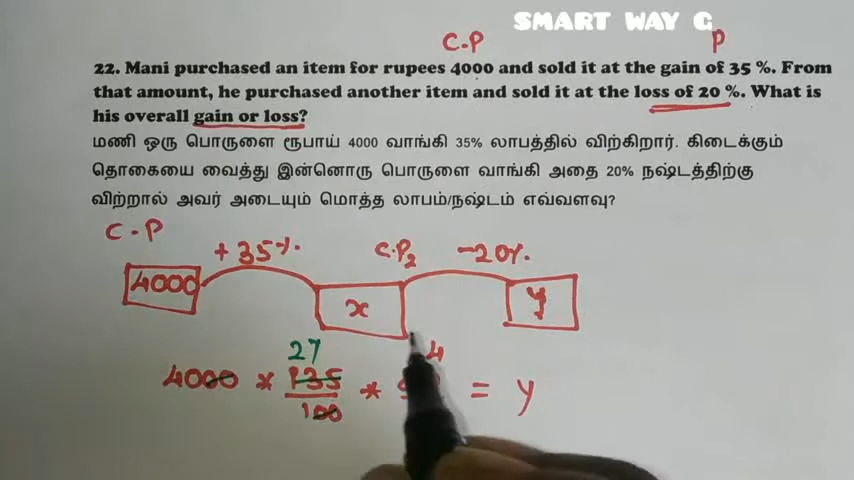 SMART WAY G
C.P P
22. Mani purchased an item for rupees 4000 and sold it at the gain of 35 %. From
that amount, he purchased another item and sold it at the loss of 20 %. What is
his overall gain or loss?
மணி ஒரு பொருளை ரூபாய் 4000 வாங்கி 35% லாபத்தில் விற்கிறார். கிடைக்கும்
தொகையை வைத்து இன்னொரு பொருளை வாங்கி அதை 20% நஷ்டத்திற்கு
விற்றால் அவர் அடையும் மொத்த லாபம்/நஷ்டம் எவ்வளவு?
C.P +35% C.P2 -20%
4000 x y
27 4
4000 * 135 * = y
100